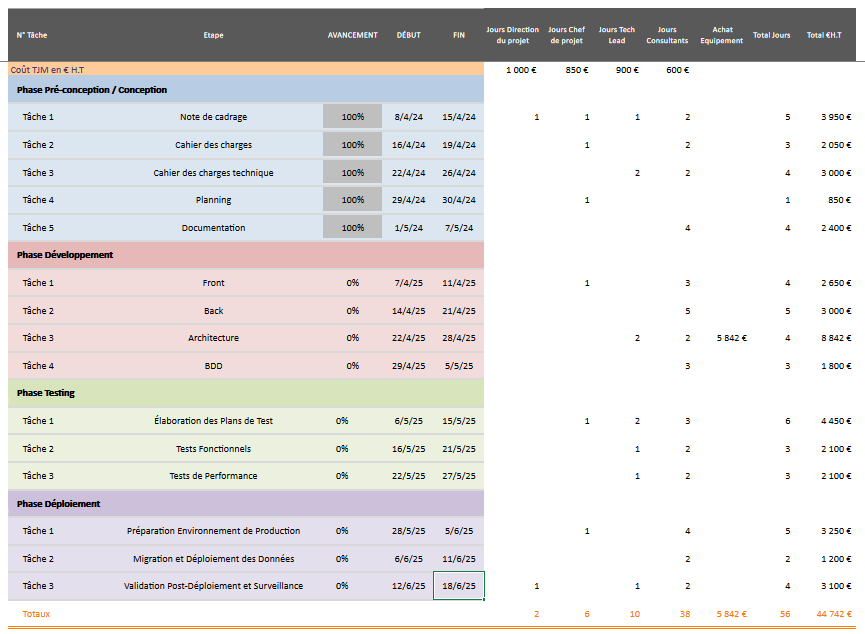 N° Tâche Etape AVANCEMENT DÉBUT FIN Jours Direction du projet Jours Chef de projet Jours Tech Lead Jours Consultants Achat Equipement Total Jours Total €H.T
Coût TJM en € H.T 1 000 € 850 € 900 € 600 €
Phase Pré-conception / Conception
Tâche 1 Note de cadrage 100% 8/4/24 15/4/24 1 1 1 2 5 3 950 €
Tâche 2 Cahier des charges 100% 16/4/24 19/4/24 1 2 3 2 050 €
Tâche 3 Cahier des charges technique 100% 22/4/24 26/4/24 2 2 4 3 000 €
Tâche 4 Planning 100% 29/4/24 30/4/24 1 1 850 €
Tâche 5 Documentation 100% 1/5/24 7/5/24 4 4 2 400 €
Phase Développement
Tâche 1 Front 0% 7/4/25 11/4/25 1 3 4 2 650 €
Tâche 2 Back 0% 14/4/25 21/4/25 5 5 3 000 €
Tâche 3 Architecture 0% 22/4/25 28/4/25 2 2 5 842 € 4 8 842 €
Tâche 4 BDD 0% 29/4/25 5/5/25 3 3 1 800 €
Phase Testing
Tâche 1 Élaboration des Plans de Test 0% 6/5/25 15/5/25 1 2 3 6 4 450 €
Tâche 2 Tests Fonctionnels 0% 16/5/25 21/5/25 1 2 3 2 100 €
Tâche 3 Tests de Performance 0% 22/5/25 27/5/25 1 2 3 2 100 €
Phase Déploiement
Tâche 1 Préparation Environnement de Production 0% 28/5/25 5/6/25 1 4 5 3 250 €
Tâche 2 Migration et Déploiement des Données 0% 6/6/25 11/6/25 2 2 1 200 €
Tâche 3 Validation Post-Déploiement et Surveillance 0% 12/6/25 18/6/25 1 1 2 4 3 100 €
Totaux 2 6 10 38 5 842 € 56 44 742 €